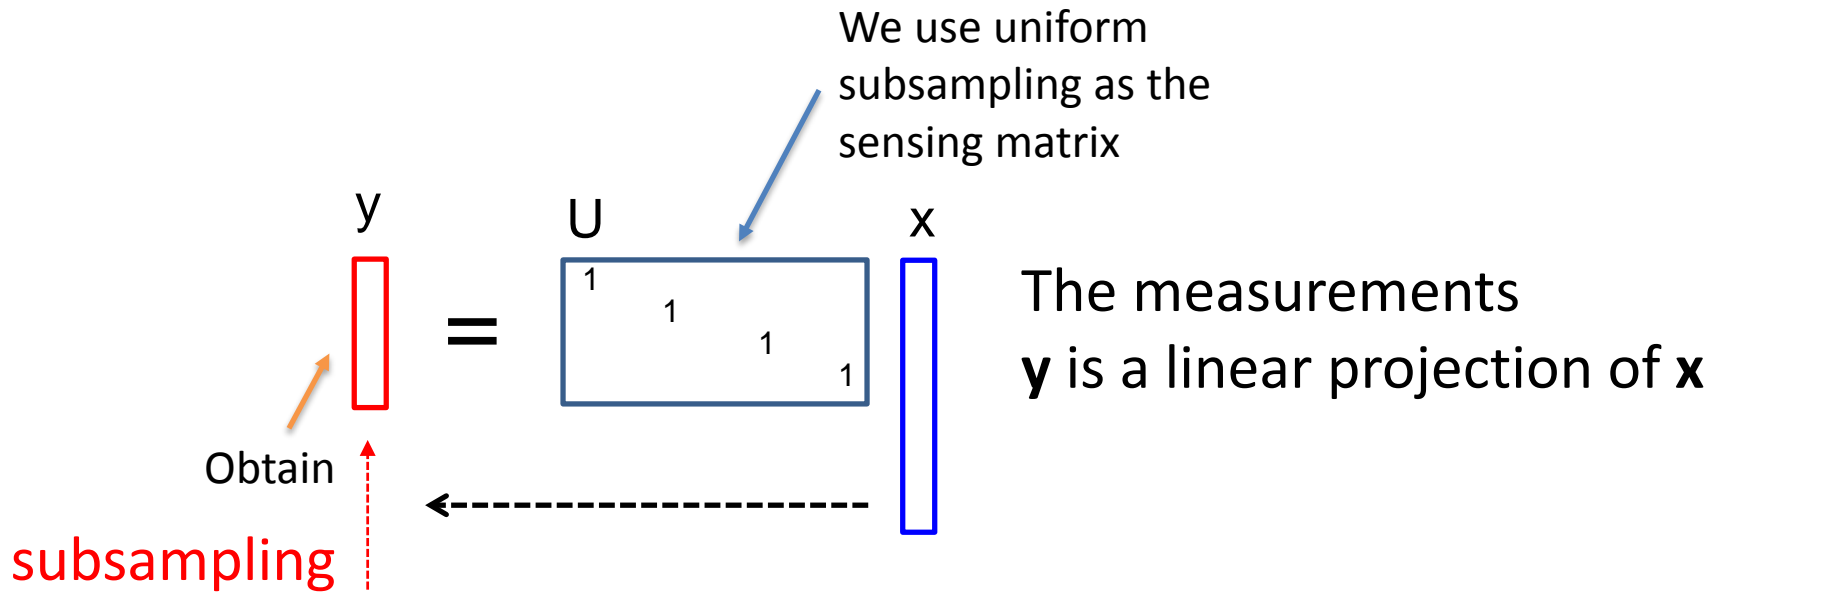 We use uniform
subsampling as the
sensing matrix
y
U
x
=
1
1
1
1
The measurements
y is a linear projection of x
Obtain
subsampling